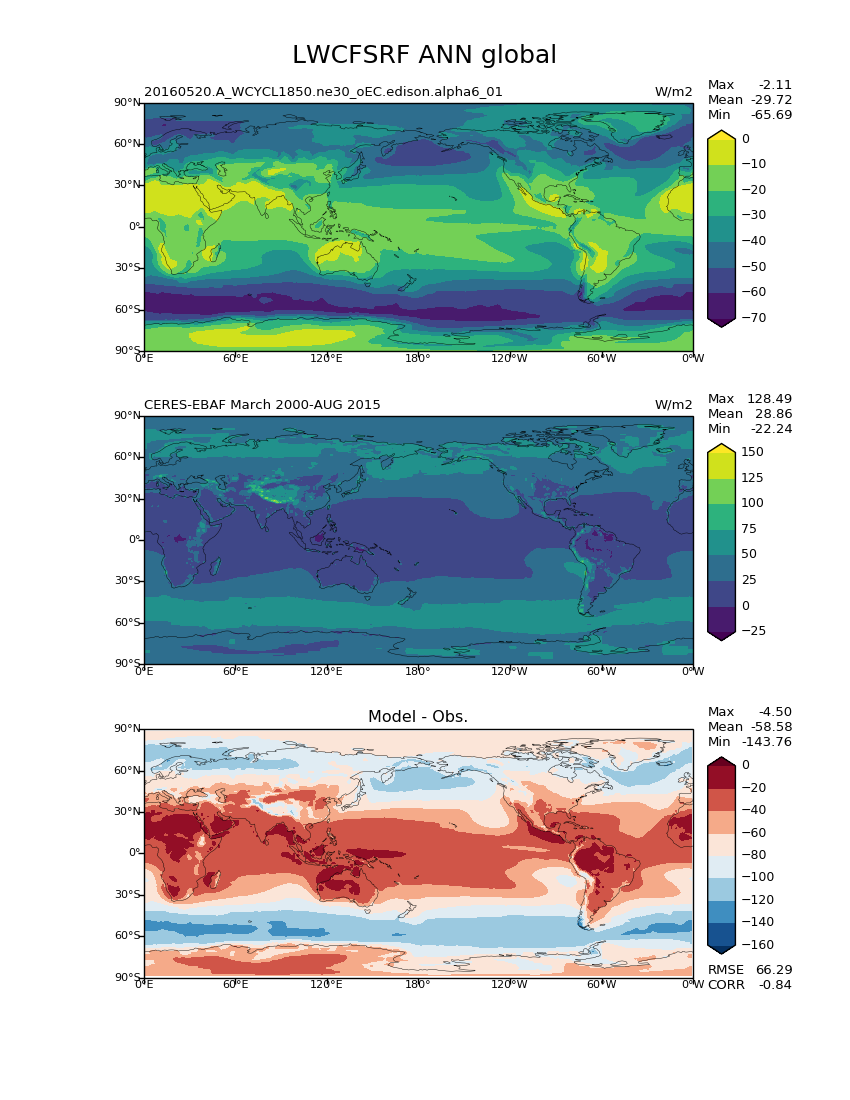 LWCFSRF ANN global
20160520.A_WCYCL1850.ne30_oEC.edison.alpha6_01 W/m2
Max -2.11
Mean -29.72
Min -65.69
90°N
60°N
30°N
0°
30°S
60°S
90°S
0°E 60°E 120°E 180° 120°W 60°W 0°W
0
−10
−20
−30
−40
−50
−60
−70
CERES-EBAF March 2000-AUG 2015 W/m2
Max 128.49
Mean 28.86
Min -22.24
90°N
60°N
30°N
0°
30°S
60°S
90°S
0°E 60°E 120°E 180° 120°W 60°W 0°W
150
125
100
75
50
25
0
−25
Model - Obs.
Max -4.50
Mean -58.58
Min -143.76
90°N
60°N
30°N
0°
30°S
60°S
90°S
0°E 60°E 120°E 180° 120°W 60°W 0°W
0
−20
−40
−60
−80
−100
−120
−140
−160
RMSE 66.29
CORR -0.84